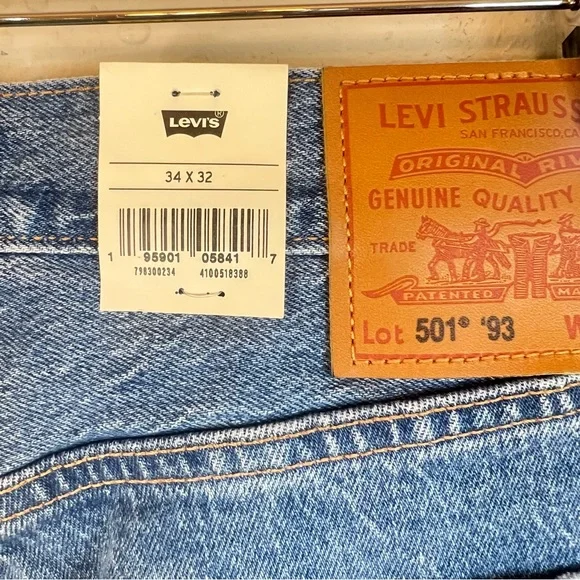 LEVI'S®
34 X 32
1 95901 05841 7
798300234 4100518388
LEVI STRAUSS
SAN FRANCISCO, CA
ORIGINAL RIV
GENUINE QUALITY
TRADE MA
PATENTED
Lot 501® '93 W